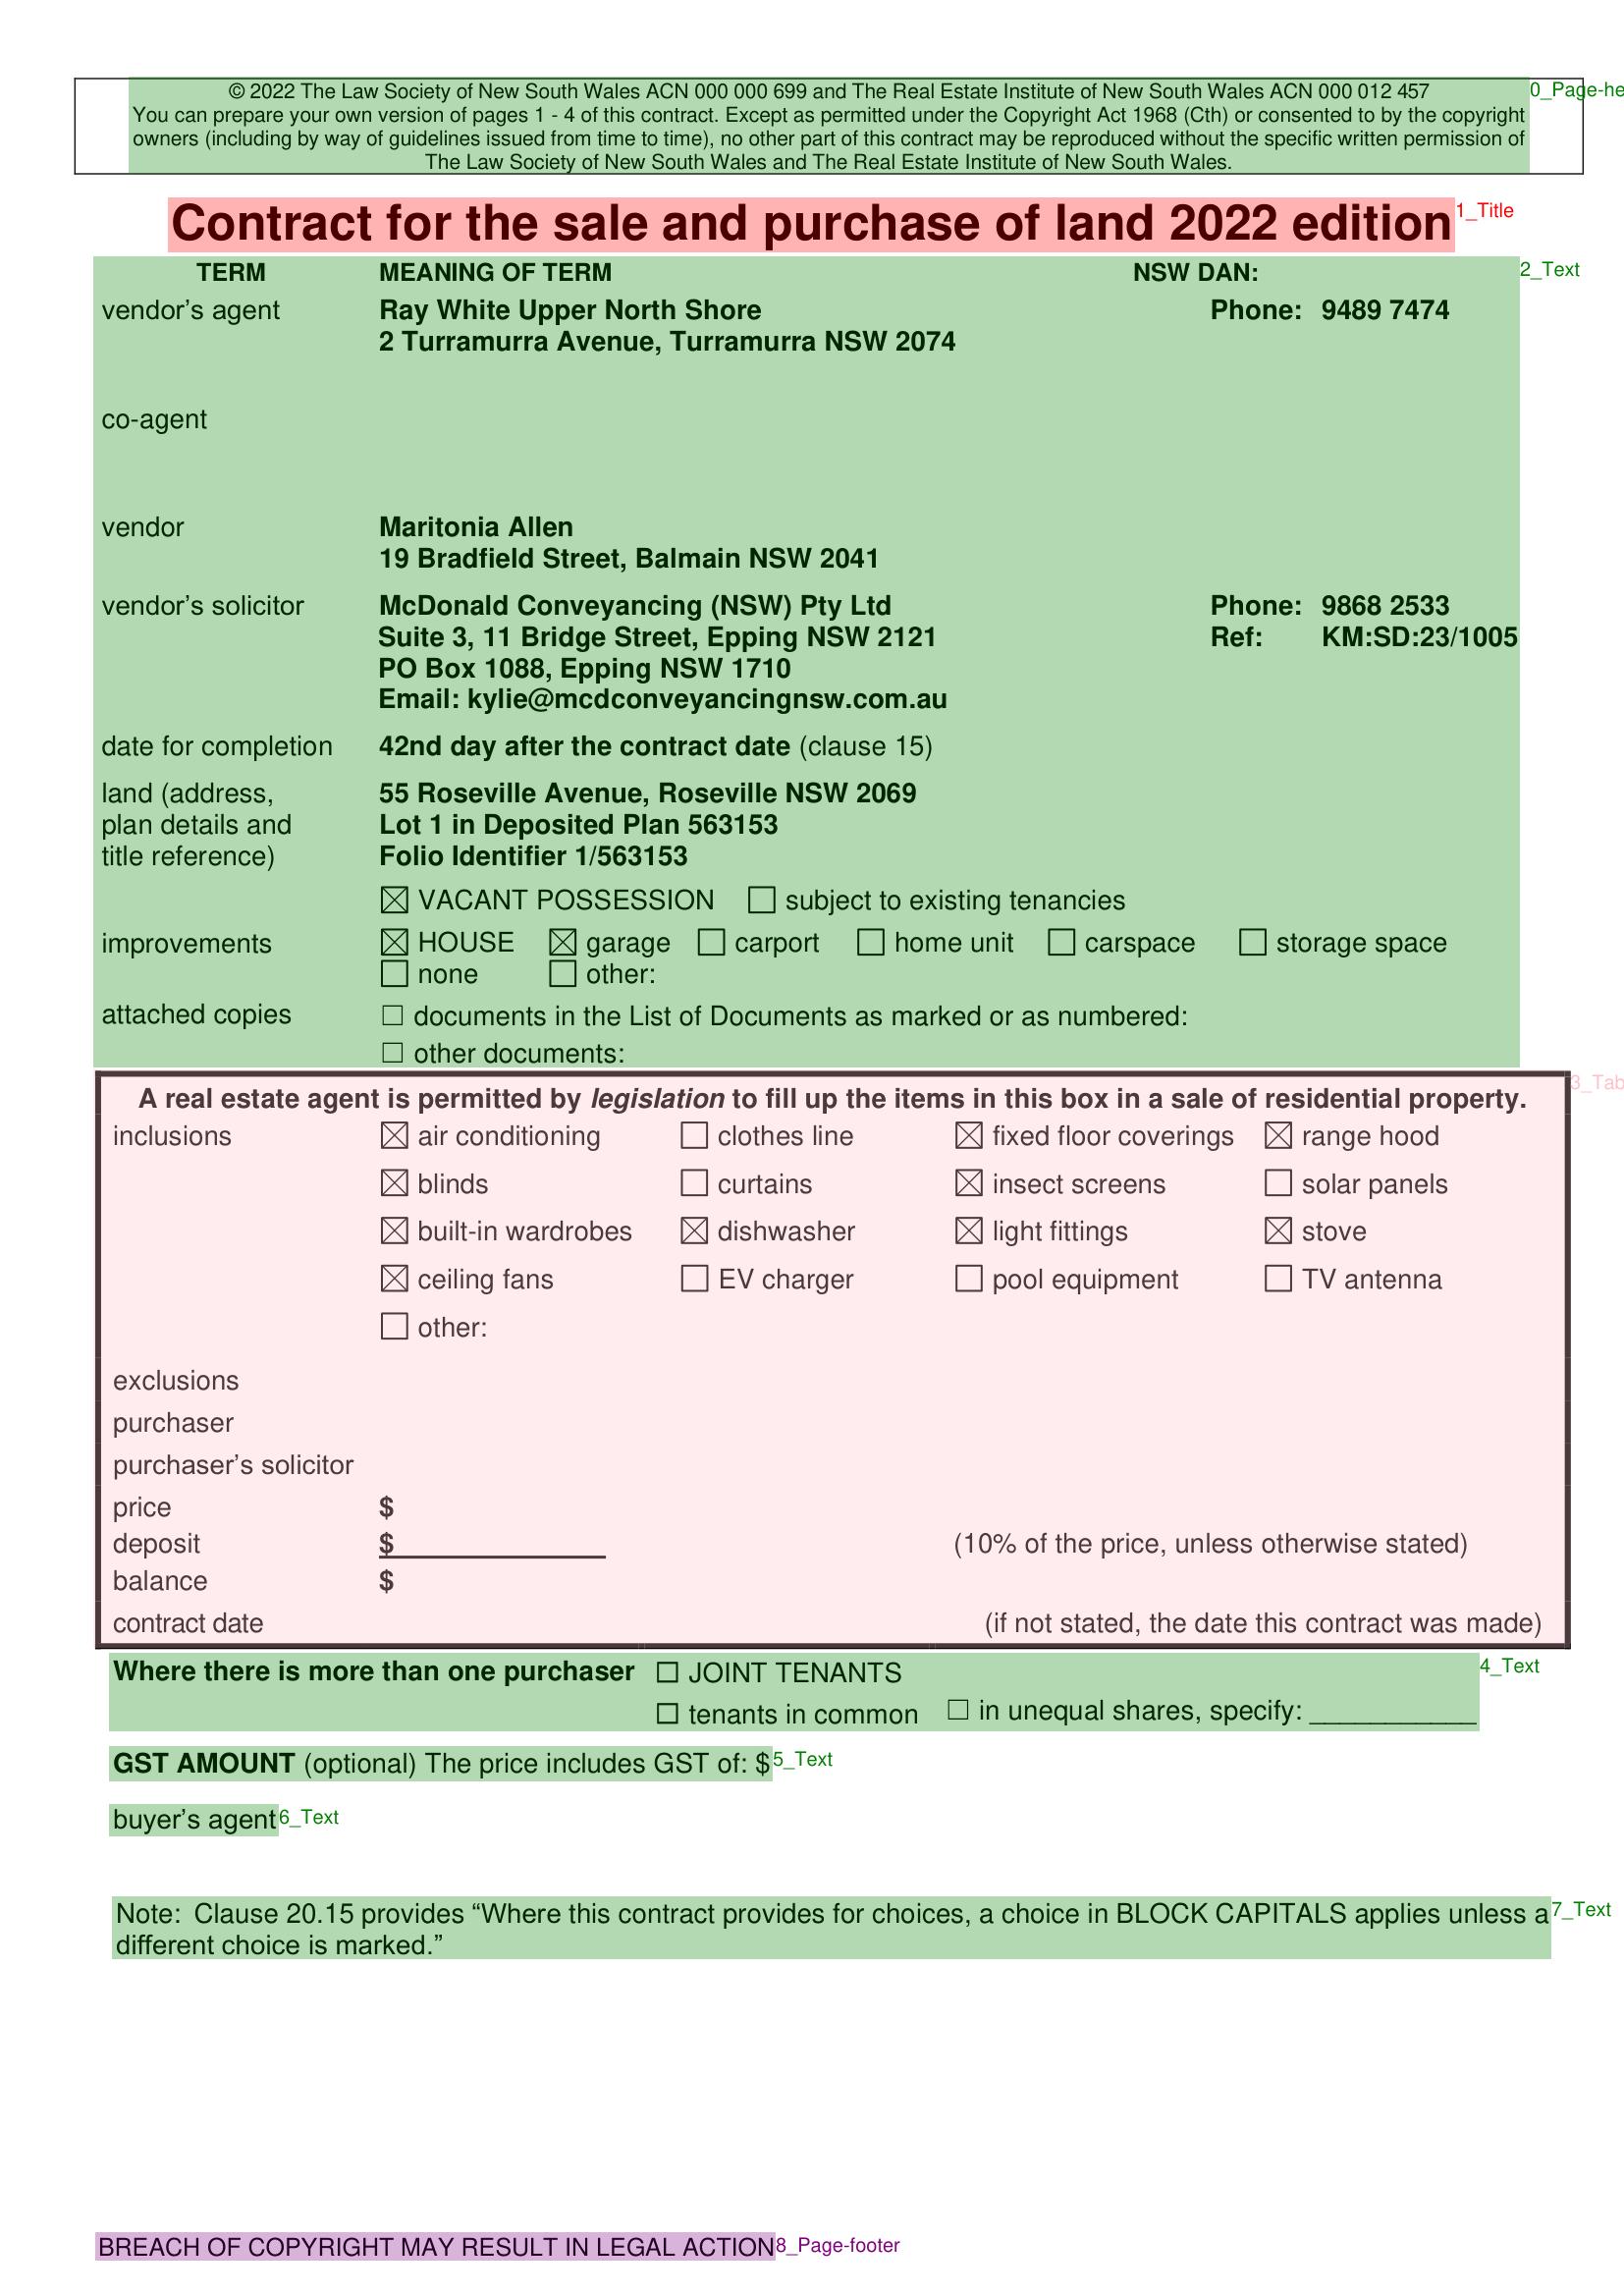 © 2022 The Law Society of New South Wales ACN 000 000 699 and The Real Estate Institute of New South Wales ACN 000 012 457
You can prepare your own version of pages 1 - 4 of this contract. Except as permitted under the Copyright Act 1968 (Cth) or consented to by the copyright
owners (including by way of guidelines issued from time to time), no other part of this contract may be reproduced without the specific written permission of
The Law Society of New South Wales and The Real Estate Institute of New South Wales.
0_Page-he
Contract for the sale and purchase of land 2022 edition 1_Title
TERM MEANING OF TERM NSW DAN: 2_Text
vendor’s agent Ray White Upper North Shore Phone: 9489 7474
2 Turramurra Avenue, Turramurra NSW 2074
co-agent
vendor Maritonia Allen
19 Bradfield Street, Balmain NSW 2041
vendor’s solicitor McDonald Conveyancing (NSW) Pty Ltd Phone: 9868 2533
Suite 3, 11 Bridge Street, Epping NSW 2121 Ref: KM:SD:23/1005
PO Box 1088, Epping NSW 1710
Email: kylie@mcdconveyancingnsw.com.au
date for completion 42nd day after the contract date (clause 15)
land (address, 55 Roseville Avenue, Roseville NSW 2069
plan details and Lot 1 in Deposited Plan 563153
title reference) Folio Identifier 1/563153
☒ VACANT POSSESSION ☐ subject to existing tenancies
improvements ☒ HOUSE ☒ garage ☐ carport ☐ home unit ☐ carspace ☐ storage space
☐ none ☐ other:
attached copies ☐ documents in the List of Documents as marked or as numbered:
☐ other documents:
3_Tab
A real estate agent is permitted by legislation to fill up the items in this box in a sale of residential property.
inclusions ☒ air conditioning ☐ clothes line ☒ fixed floor coverings ☒ range hood
☒ blinds ☐ curtains ☒ insect screens ☐ solar panels
☒ built-in wardrobes ☒ dishwasher ☒ light fittings ☒ stove
☒ ceiling fans ☐ EV charger ☐ pool equipment ☐ TV antenna
☐ other:
exclusions
purchaser
purchaser’s solicitor
price $
deposit $ (10% of the price, unless otherwise stated)
balance $
contract date (if not stated, the date this contract was made)
Where there is more than one purchaser ☐ JOINT TENANTS 4_Text
☐ tenants in common ☐ in unequal shares, specify: ___________
GST AMOUNT (optional) The price includes GST of: $ 5_Text
buyer’s agent 6_Text
Note: Clause 20.15 provides “Where this contract provides for choices, a choice in BLOCK CAPITALS applies unless a 7_Text
different choice is marked.”
BREACH OF COPYRIGHT MAY RESULT IN LEGAL ACTION 8_Page-footer